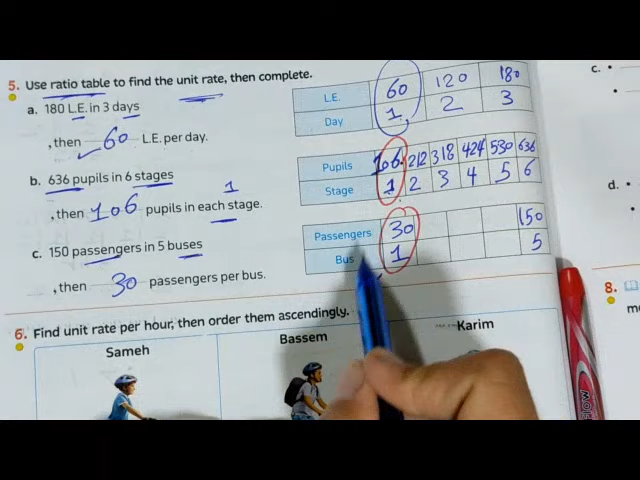 5. Use ratio table to find the unit rate, then complete.
a. 180 L.E. in 3 days
, then 60 L.E. per day.
L.E. 60 120 180
Day 1 2 3
b. 636 pupils in 6 stages
1
, then 106 pupils in each stage.
Pupils 106 212 318 424 530 636
Stage 1 2 3 4 5 6
c. 150 passengers in 5 buses
, then 30 passengers per bus.
Passengers 30 150
Bus 1 5
6. Find unit rate per hour, then order them ascendingly.
Sameh Bassem Karim
c.
d.
8.